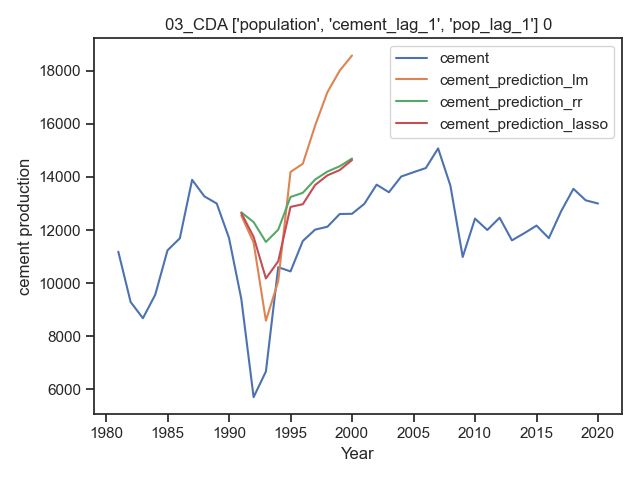 03_CDA ['population', 'cement_lag_1', 'pop_lag_1'] 0
cement
cement_prediction_lm
cement_prediction_rr
cement_prediction_lasso
cement production
18000
16000
14000
12000
10000
8000
6000
1980 1985 1990 1995 2000 2005 2010 2015 2020
Year